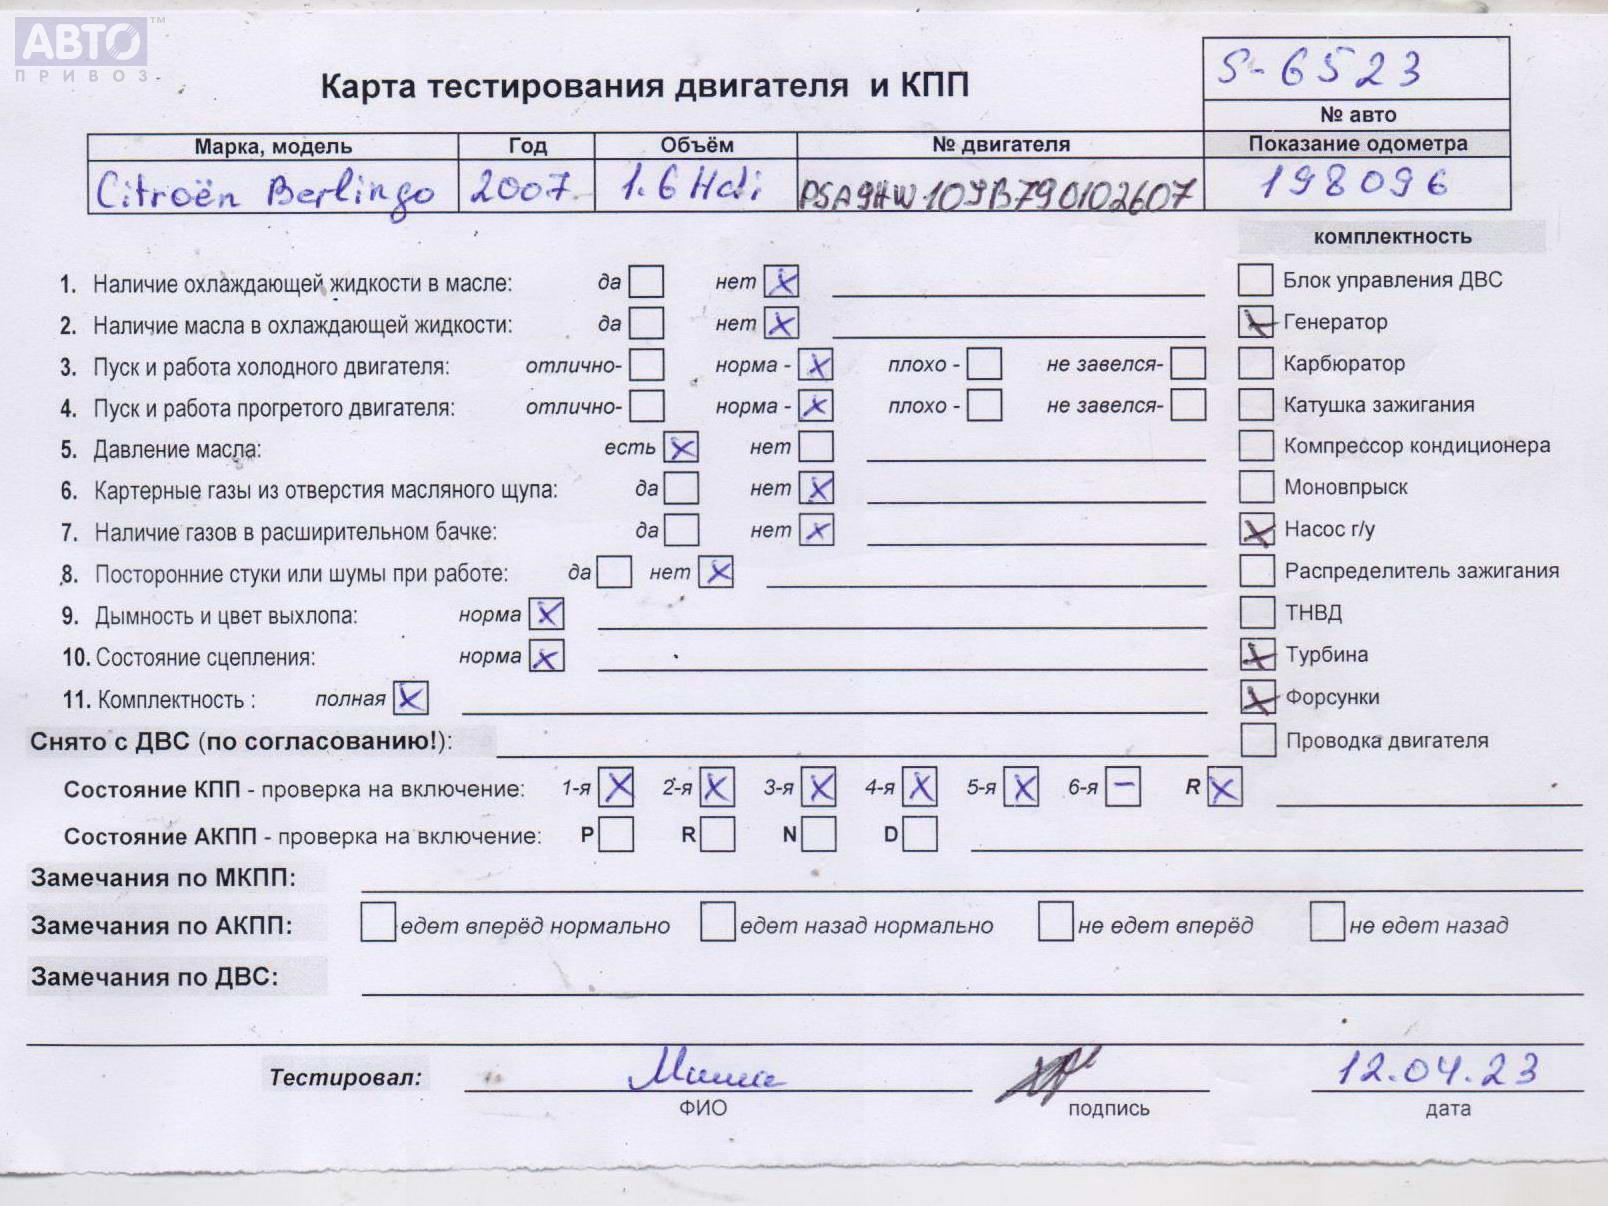 АВТО™
ПРИВОЗ
S-6523
Карта тестирования двигателя и КПП
№ авто
Марка, модель Год Объём № двигателя Показание одометра
Citroën Berlingo 2007 1.6 Hdi PSA9HW10JB790102607 198096
комплектность
1. Наличие охлаждающей жидкости в масле: да нет X
Блок управления ДВС
2. Наличие масла в охлаждающей жидкости: да нет X
X Генератор
3. Пуск и работа холодного двигателя: отлично- норма - X плохо - не завелся-
Карбюратор
4. Пуск и работа прогретого двигателя: отлично- норма - X плохо - не завелся-
Катушка зажигания
5. Давление масла: есть X нет
Компрессор кондиционера
6. Картерные газы из отверстия масляного щупа: да нет X
Моновпрыск
7. Наличие газов в расширительном бачке: да нет X
X Насос г/у
8. Посторонние стуки или шумы при работе: да нет X
Распределитель зажигания
9. Дымность и цвет выхлопа: норма X
ТНВД
10. Состояние сцепления: норма X
X Турбина
11. Комплектность : полная X
X Форсунки
Снято с ДВС (по согласованию!):
Проводка двигателя
Состояние КПП - проверка на включение: 1-я X 2-я X 3-я X 4-я X 5-я X 6-я – R X
Состояние АКПП - проверка на включение: P R N D
Замечания по МКПП:
Замечания по АКПП: едет вперёд нормально едет назад нормально не едет вперёд не едет назад
Замечания по ДВС:
Тестировал: Миша 12.04.23
ФИО подпись дата